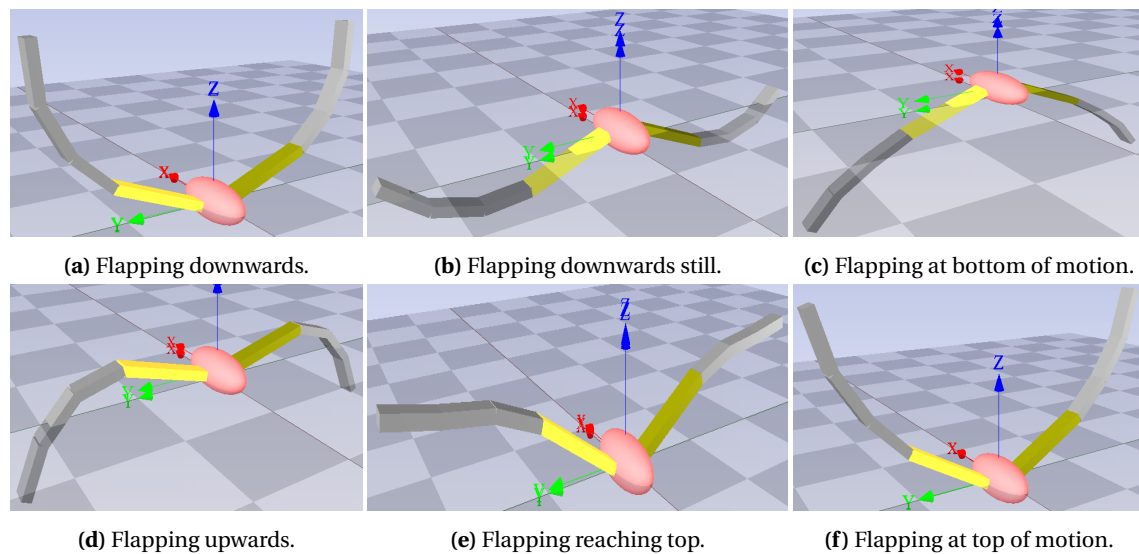 Z
X
Y
Z
X
X
Y
Y
Z
X
X
Y
Y
(a) Flapping downwards.
(b) Flapping downwards still.
(c) Flapping at bottom of motion.
X
X
Y
Y
Z
X
X
Y
Y
Z
X
Y
(d) Flapping upwards.
(e) Flapping reaching top.
(f) Flapping at top of motion.